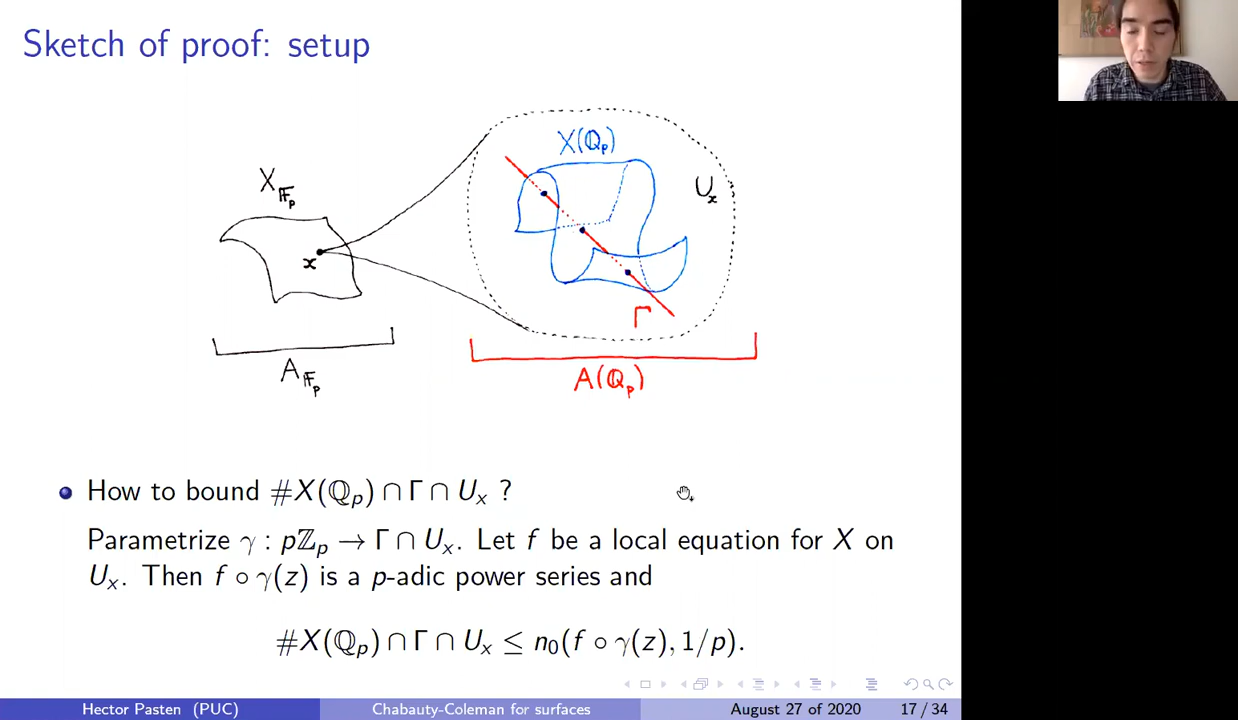 Sketch of proof: setup
X(ℚₚ)
X_𝔽ₚ
Uₓ
x
Γ
A_𝔽ₚ
A(ℚₚ)
How to bound #X(ℚₚ) ∩ Γ ∩ Uₓ ?
Parametrize γ : pℤₚ → Γ ∩ Uₓ. Let f be a local equation for X on
Uₓ. Then f ∘ γ(z) is a p-adic power series and
#X(ℚₚ) ∩ Γ ∩ Uₓ ≤ n₀(f ∘ γ(z), 1/p).
Hector Pasten (PUC) Chabauty-Coleman for surfaces August 27 of 2020 17 / 34